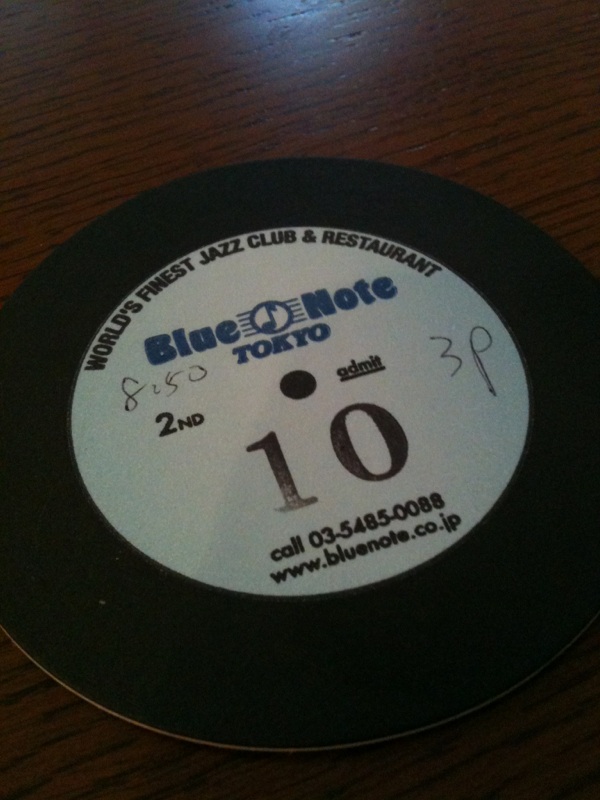 WORLD'S FINEST JAZZ CLUB & RESTAURANT
Blue Note
TOKYO
8:50
admit
3p
2ND
10
call 03-5485-0088
www.bluenote.co.jp